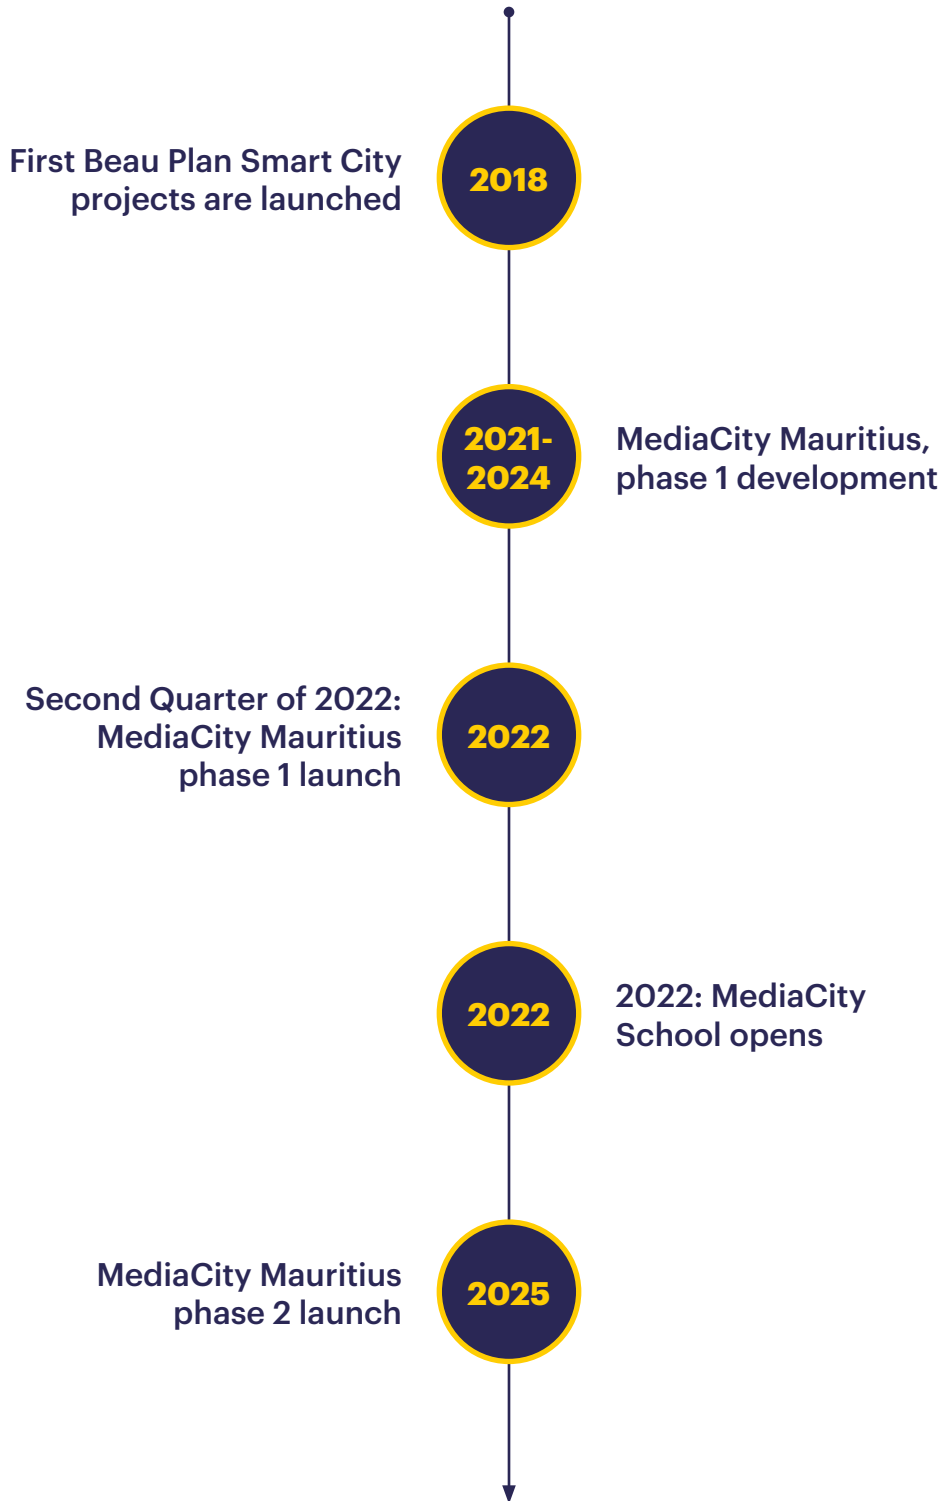 First Beau Plan Smart City
projects are launched
2018
2021-
2024
MediaCity Mauritius,
phase 1 development
Second Quarter of 2022:
MediaCity Mauritius
phase 1 launch
2022
2022
2022: MediaCity
School opens
MediaCity Mauritius
phase 2 launch
2025